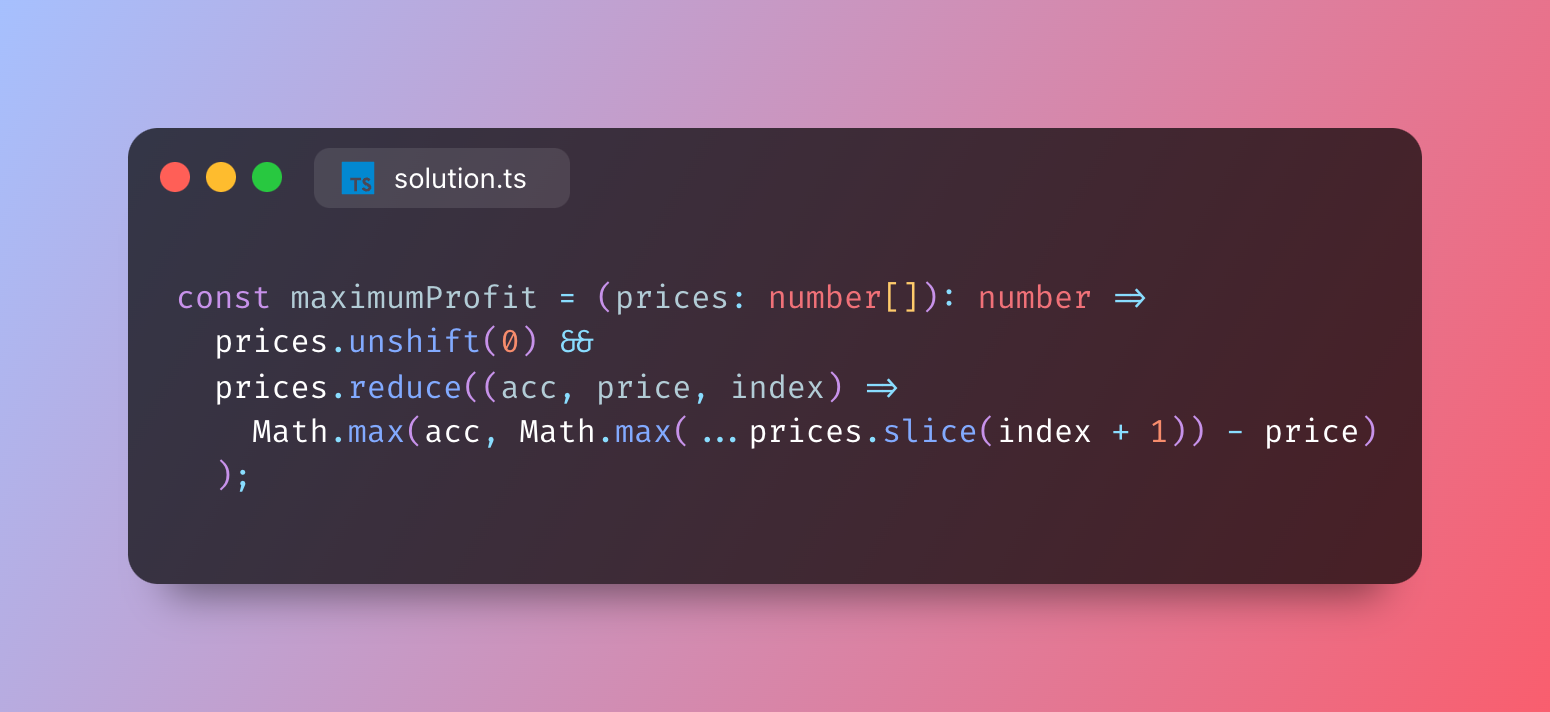 TS solution.ts
const maximumProfit = (prices: number[]): number =>
  prices.unshift(0) &&
  prices.reduce((acc, price, index) =>
    Math.max(acc, Math.max(...prices.slice(index + 1)) - price)
  );